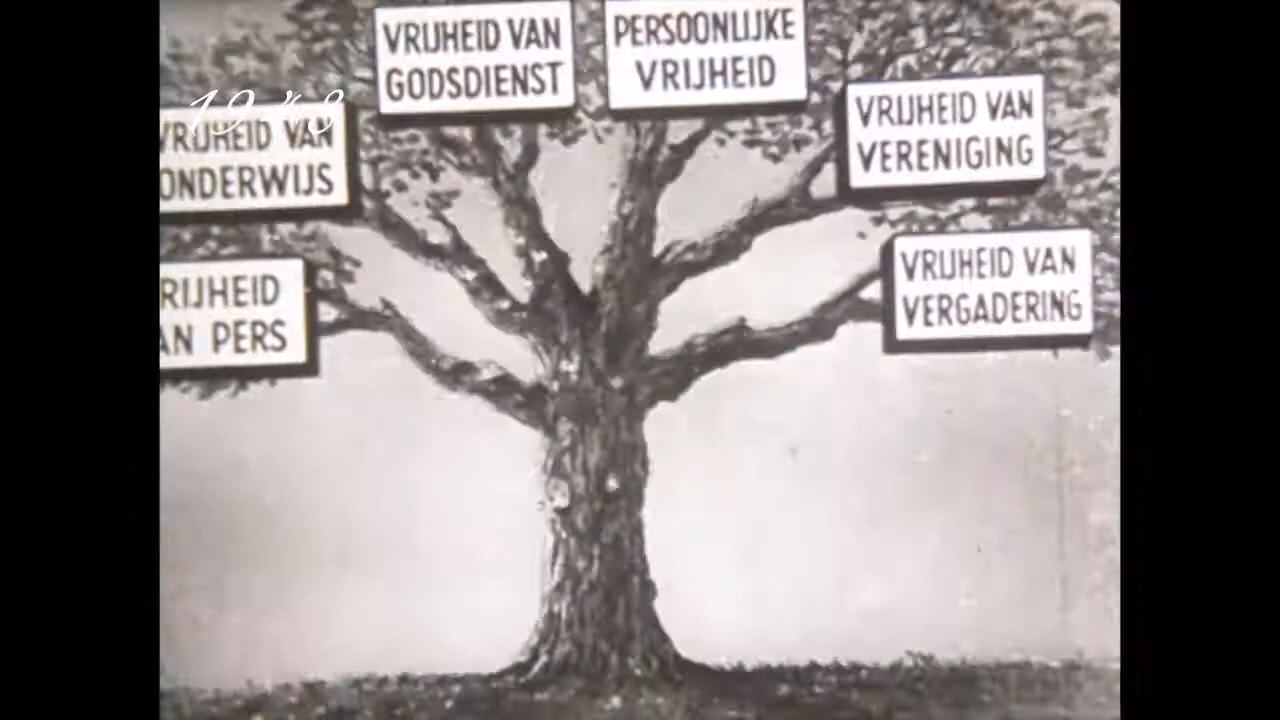 VRIJHEID VAN
GODSDIENST
PERSOONLIJKE
VRIJHEID
1948
VRIJHEID VAN
ONDERWIJS
VRIJHEID VAN
VERENIGING
RIJHEID
AN PERS
VRIJHEID VAN
VERGADERING